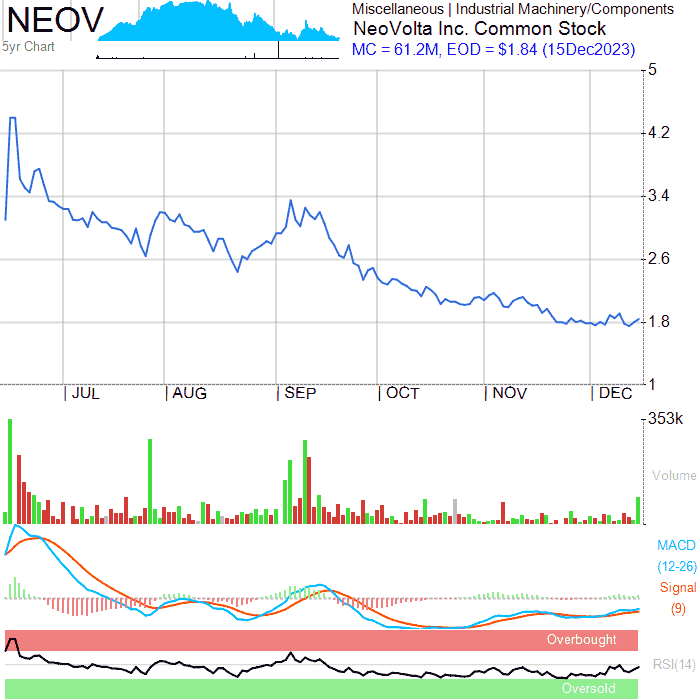 NEOV
5yr Chart
Miscellaneous | Industrial Machinery/Components
NeoVolta Inc. Common Stock
MC = 61.2M, EOD = $1.84 (15Dec2023)
5
4.2
3.4
2.6
1.8
1
JUL AUG SEP OCT NOV DEC
353k
Volume
MACD
(12-26)
Signal
(9)
Overbought
RSI(14)
Oversold